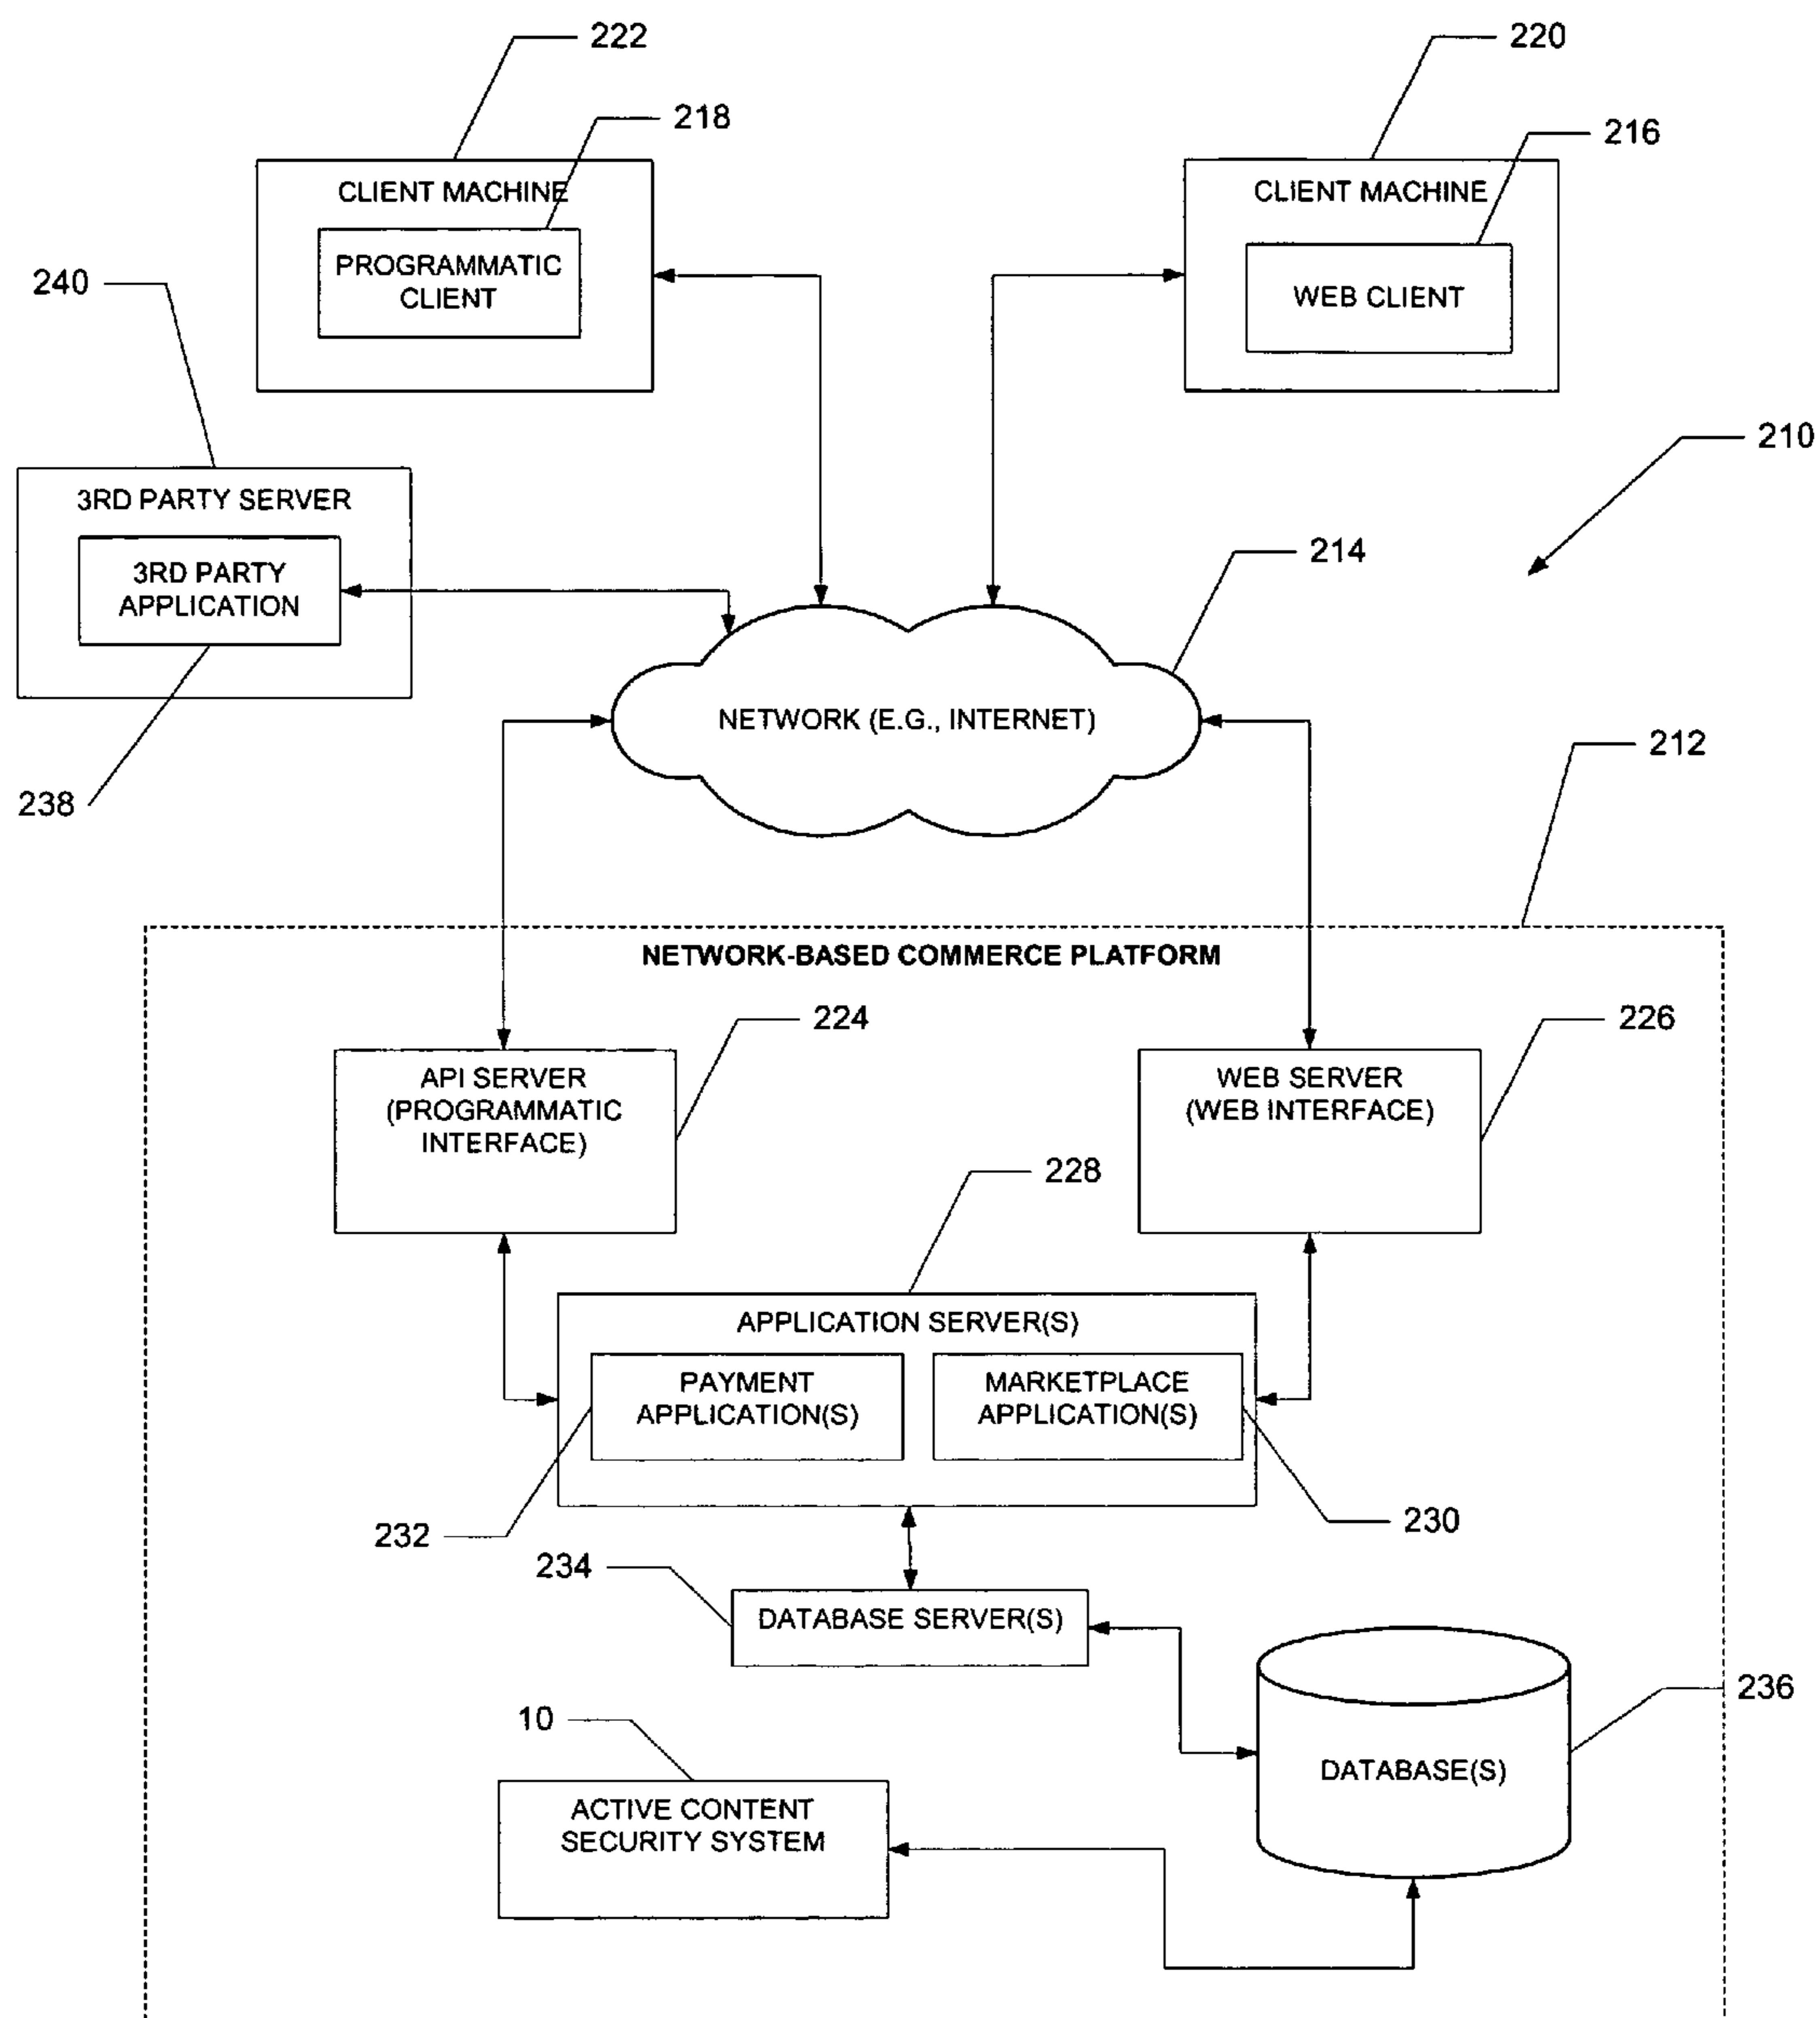 222
220
218
216
CLIENT MACHINE
CLIENT MACHINE
PROGRAMMATIC
CLIENT
WEB CLIENT
240
210
3RD PARTY SERVER
214
3RD PARTY
APPLICATION
NETWORK (E.G., INTERNET)
212
238
NETWORK-BASED COMMERCE PLATFORM
224
226
API SERVER
(PROGRAMMATIC
INTERFACE)
WEB SERVER
(WEB INTERFACE)
228
APPLICATION SERVER(S)
PAYMENT
APPLICATION(S)
MARKETPLACE
APPLICATION(S)
232
230
234
DATABASE SERVER(S)
236
10
DATABASE(S)
ACTIVE CONTENT
SECURITY SYSTEM